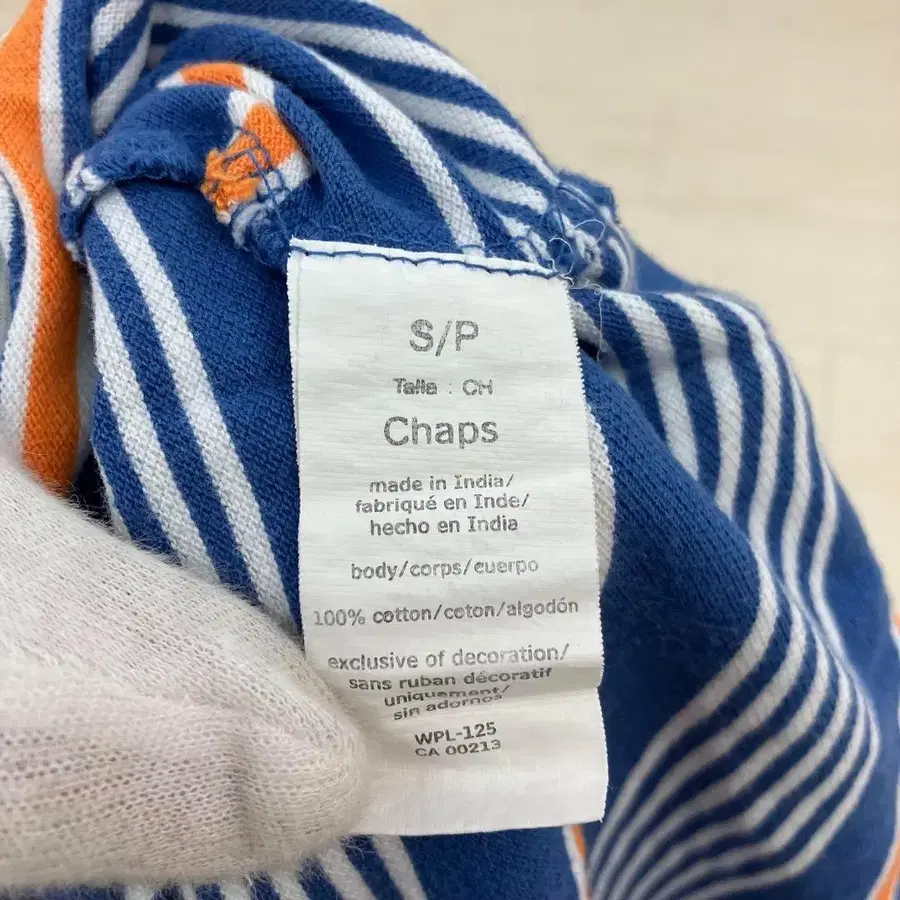 S/P
Talla : CH
Chaps
made in India/
fabriqué en Inde/
hecho en India
body/corps/cuerpo
100% cotton/coton/algodón
exclusive of decoration/
sans ruban décoratif
uniquement/
sin adornos
WPL-125
CA 00213